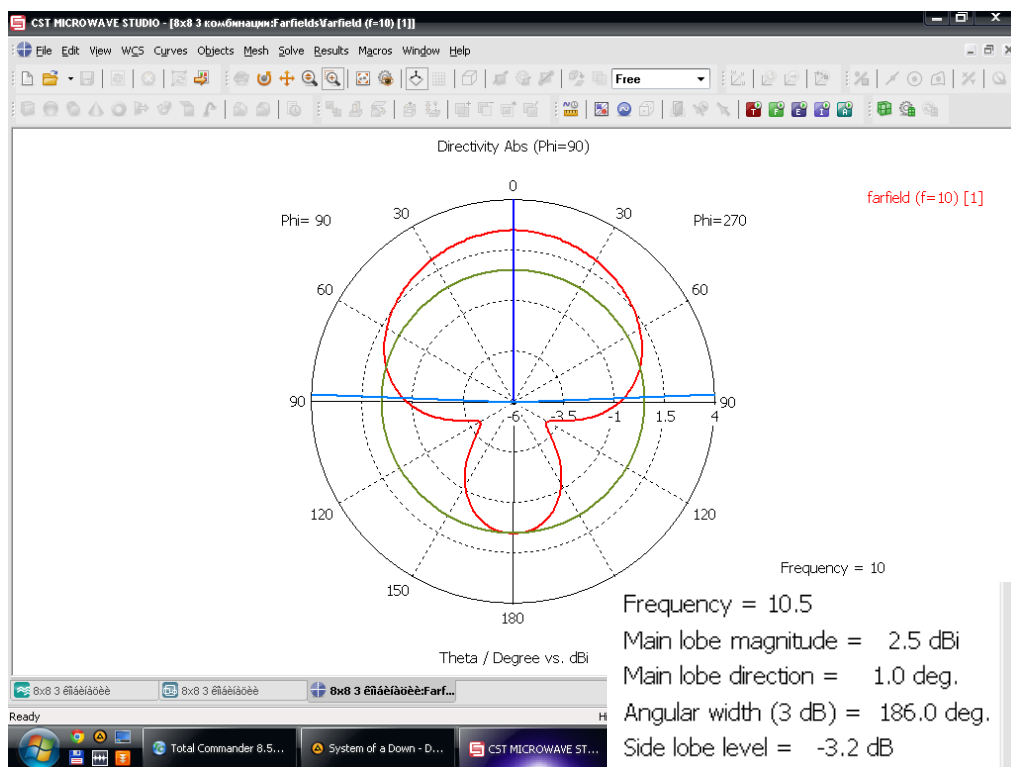 CST MICROWAVE STUDIO - [8x8 3 комбинации:Farfields\farfield (f=10) [1]]
File Edit View WCS Curves Objects Mesh Solve Results Macros Window Help
Free
T F E I R
Directivity Abs (Phi=90)
farfield (f=10) [1]
0
Phi= 90
30
30
Phi=270
60
60
90
90
-6
-3.5
-1
1.5
4
120
120
150
180
Frequency = 10
Theta / Degree vs. dBi
Frequency = 10.5
Main lobe magnitude = 2.5 dBi
Main lobe direction = 1.0 deg.
Angular width (3 dB) = 186.0 deg.
Side lobe level = -3.2 dB
8x8 3 êîìáèíàöèè
8x8 3 êîìáèíàöèè
8x8 3 êîìáèíàöèè:Farf...
Ready
Total Commander 8.5...
System of a Down - D...
CST MICROWAVE ST...